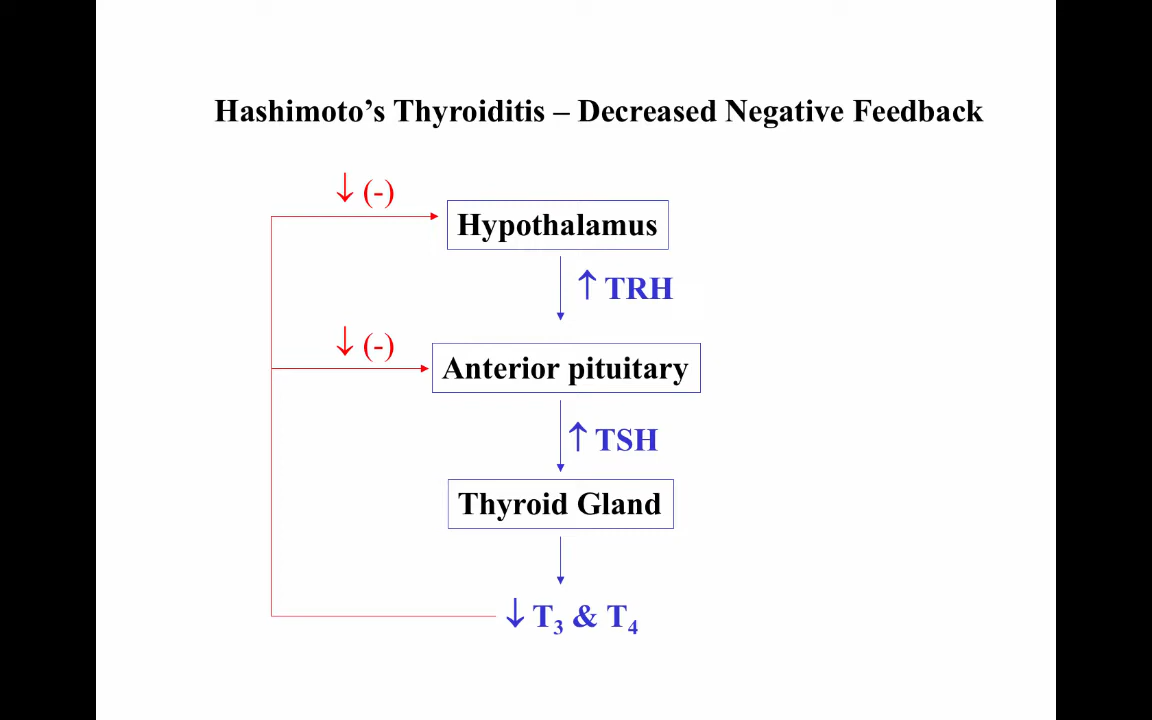 Hashimoto’s Thyroiditis – Decreased Negative Feedback
↓ (-)
Hypothalamus
↑ TRH
↓ (-)
Anterior pituitary
↑ TSH
Thyroid Gland
↓ T₃ & T₄